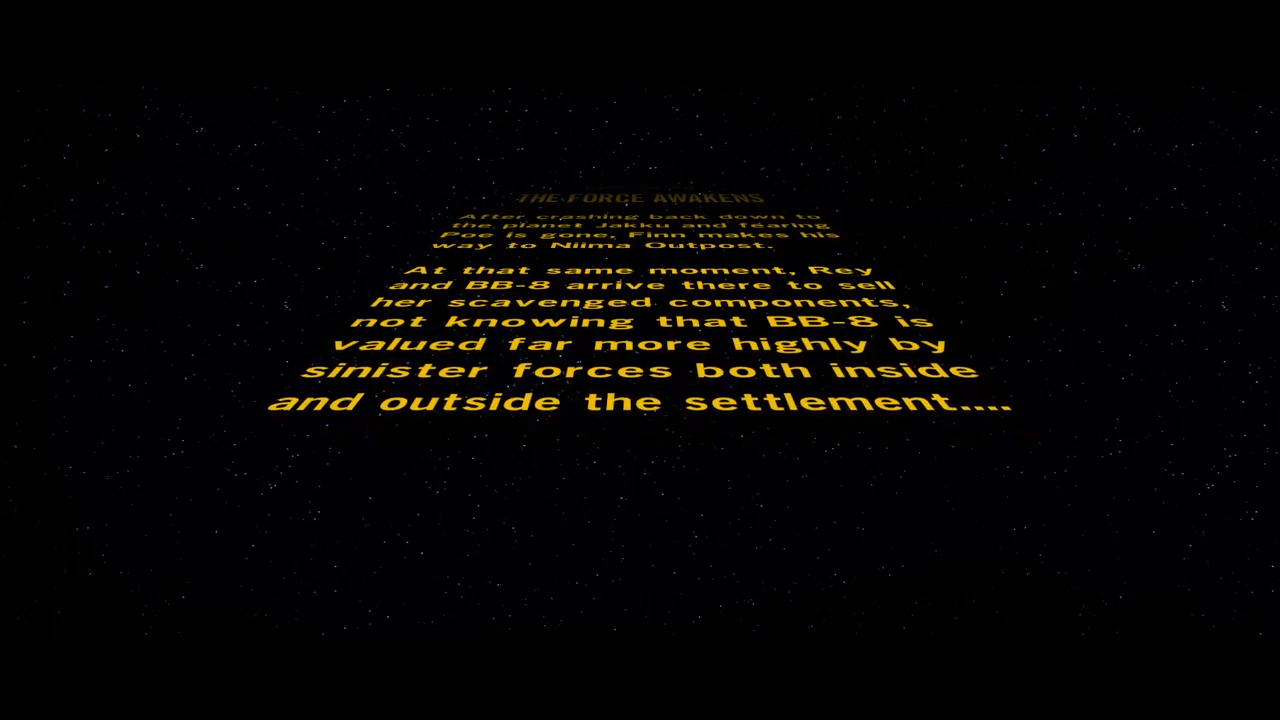 THE FORCE AWAKENS
After crashing back down to
the planet Jakku and fearing
Poe is gone, Finn makes his
way to Niima Outpost.
At that same moment, Rey
and BB-8 arrive there to sell
her scavenged components,
not knowing that BB-8 is
valued far more highly by
sinister forces both inside
and outside the settlement....